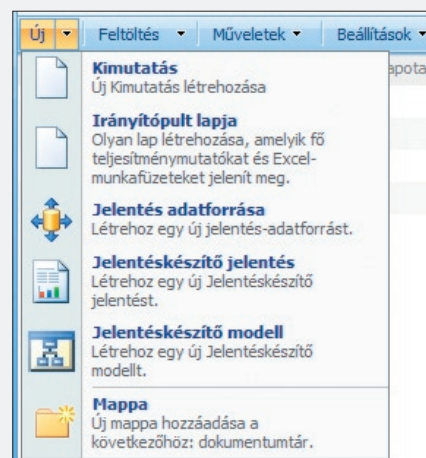 Új Feltöltés Műveletek Beállítások
Kimutatás
Új Kimutatás létrehozása
Irányítópult lapja
Olyan lap létrehozása, amelyik fő
teljesítménymutatókat és Excel-
munkafüzeteket jelenít meg.
Jelentés adatforrása
Létrehoz egy új jelentés-adatforrást.
Jelentéskészítő jelentés
Létrehoz egy új Jelentéskészítő
jelentést.
Jelentéskészítő modell
Létrehoz egy új Jelentéskészítő
modellt.
Mappa
Új mappa hozzáadása a
következőhöz: dokumentumtár.